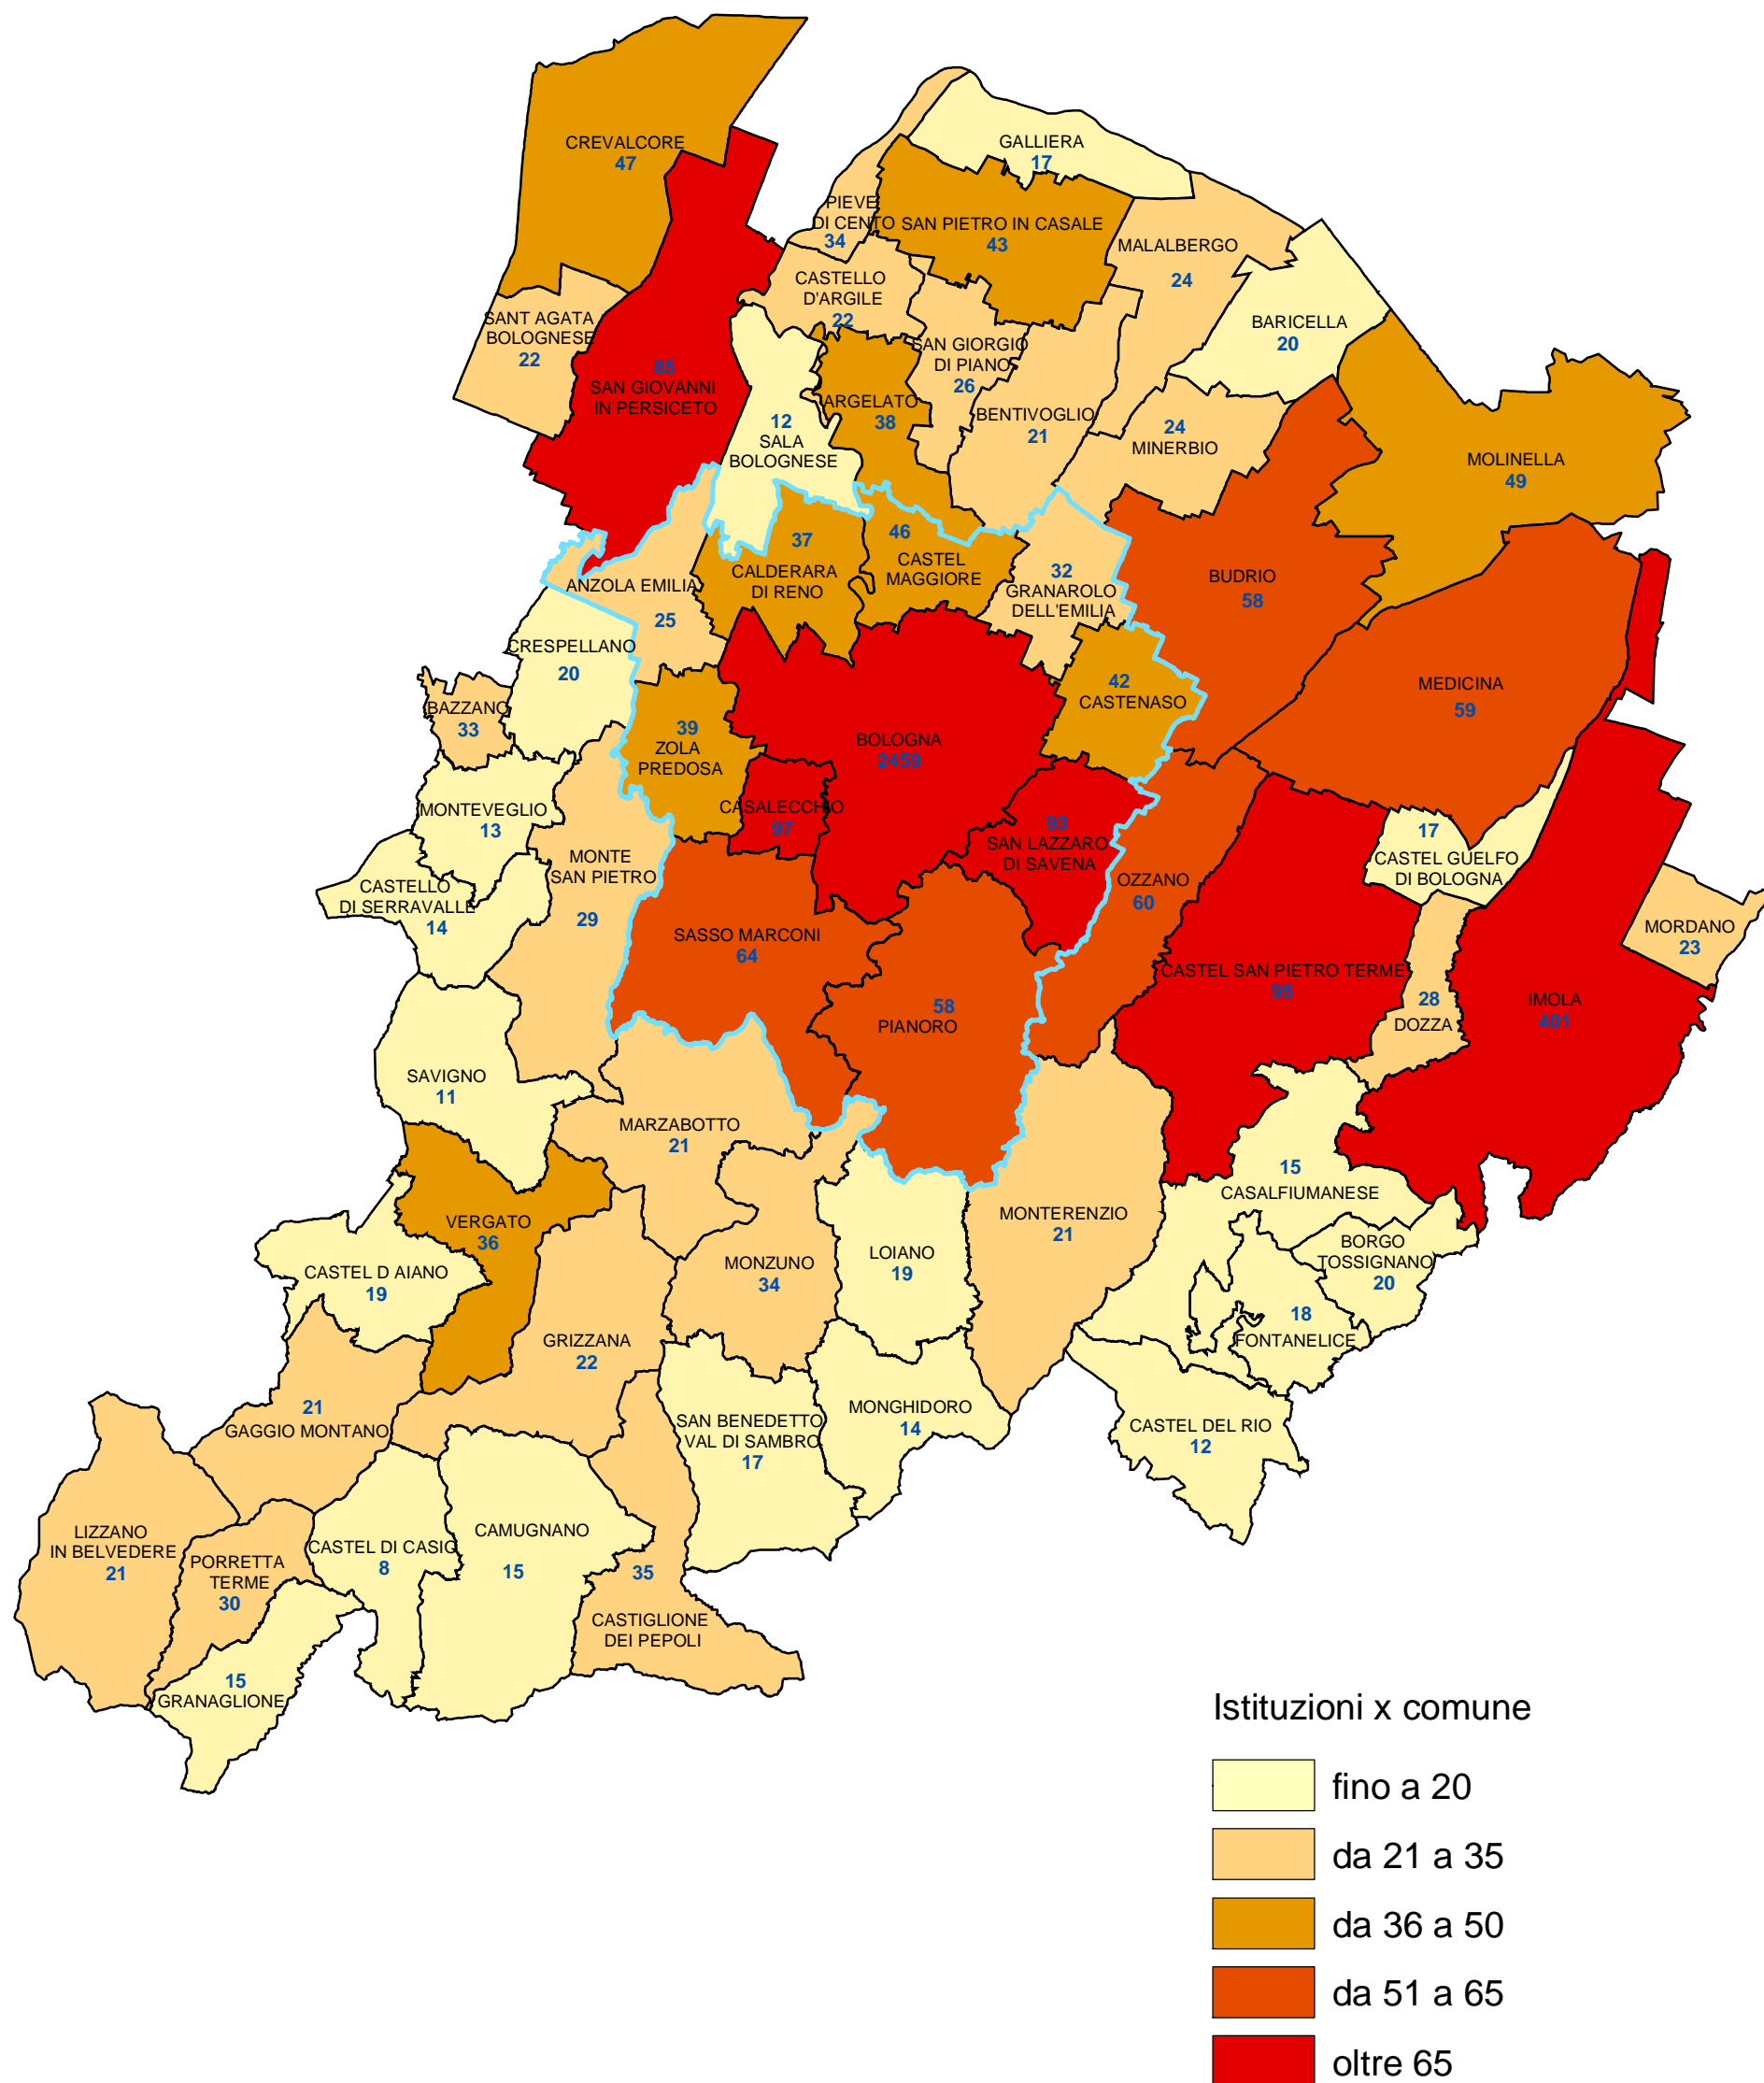 CREVALCORE
47
GALLIERA
17
PIEVE
DI CENTO
34
SAN PIETRO IN CASALE
43
MALALBERGO
24
CASTELLO
D'ARGILE
22
BARICELLA
20
SANT AGATA
BOLOGNESE
22
85
SAN GIOVANNI
IN PERSICETO
SAN GIORGIO
DI PIANO
26
ARGELATO
38
BENTIVOGLIO
21
12
SALA
BOLOGNESE
24
MINERBIO
MOLINELLA
49
37
CALDERARA
DI RENO
46
CASTEL
MAGGIORE
32
GRANAROLO
DELL'EMILIA
BUDRIO
58
ANZOLA EMILIA
25
CRESPELLANO
20
BAZZANO
33
39
ZOLA
PREDOSA
BOLOGNA
2459
42
CASTENASO
MEDICINA
59
MONTEVEGLIO
13
CASALECCHIO
97
93
SAN LAZZARO
DI SAVENA
17
CASTEL GUELFO
DI BOLOGNA
MONTE
SAN PIETRO
29
CASTELLO
DI SERRAVALLE
14
OZZANO
60
SASSO MARCONI
64
MORDANO
23
CASTEL SAN PIETRO TERME
95
28
DOZZA
IMOLA
401
58
PIANORO
SAVIGNO
11
MARZABOTTO
21
15
CASALFIUMANESE
VERGATO
36
MONTERENZIO
21
BORGO
TOSSIGNANO
20
CASTEL D AIANO
19
MONZUNO
34
LOIANO
19
18
FONTANELICE
GRIZZANA
22
21
GAGGIO MONTANO
SAN BENEDETTO
VAL DI SAMBRO
17
MONGHIDORO
14
CASTEL DEL RIO
12
LIZZANO
IN BELVEDERE
21
PORRETTA
TERME
30
CASTEL DI CASIO
8
CAMUGNANO
15
35
CASTIGLIONE
DEI PEPOLI
15
GRANAGLIONE
Istituzioni x comune
fino a 20
da 21 a 35
da 36 a 50
da 51 a 65
oltre 65